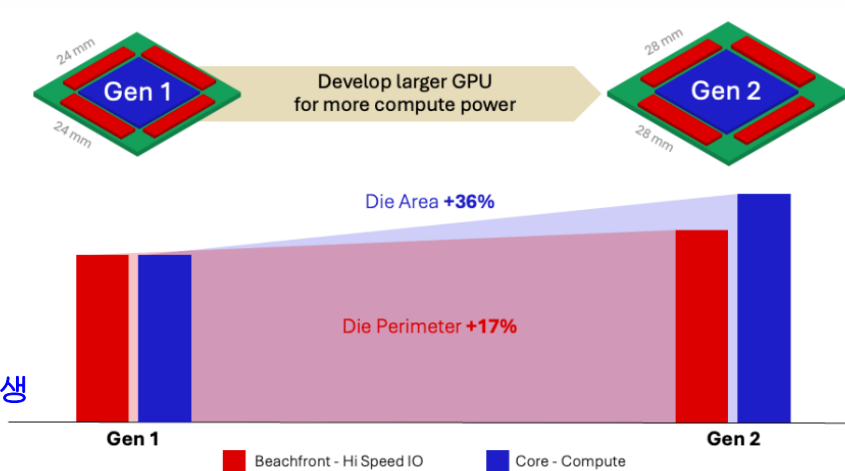 24 mm
Gen 1
24 mm
Develop larger GPU
for more compute power
28 mm
Gen 2
28 mm
Die Area +36%
Die Perimeter +17%
생
Gen 1
Gen 2
Beachfront - Hi Speed IO
Core - Compute